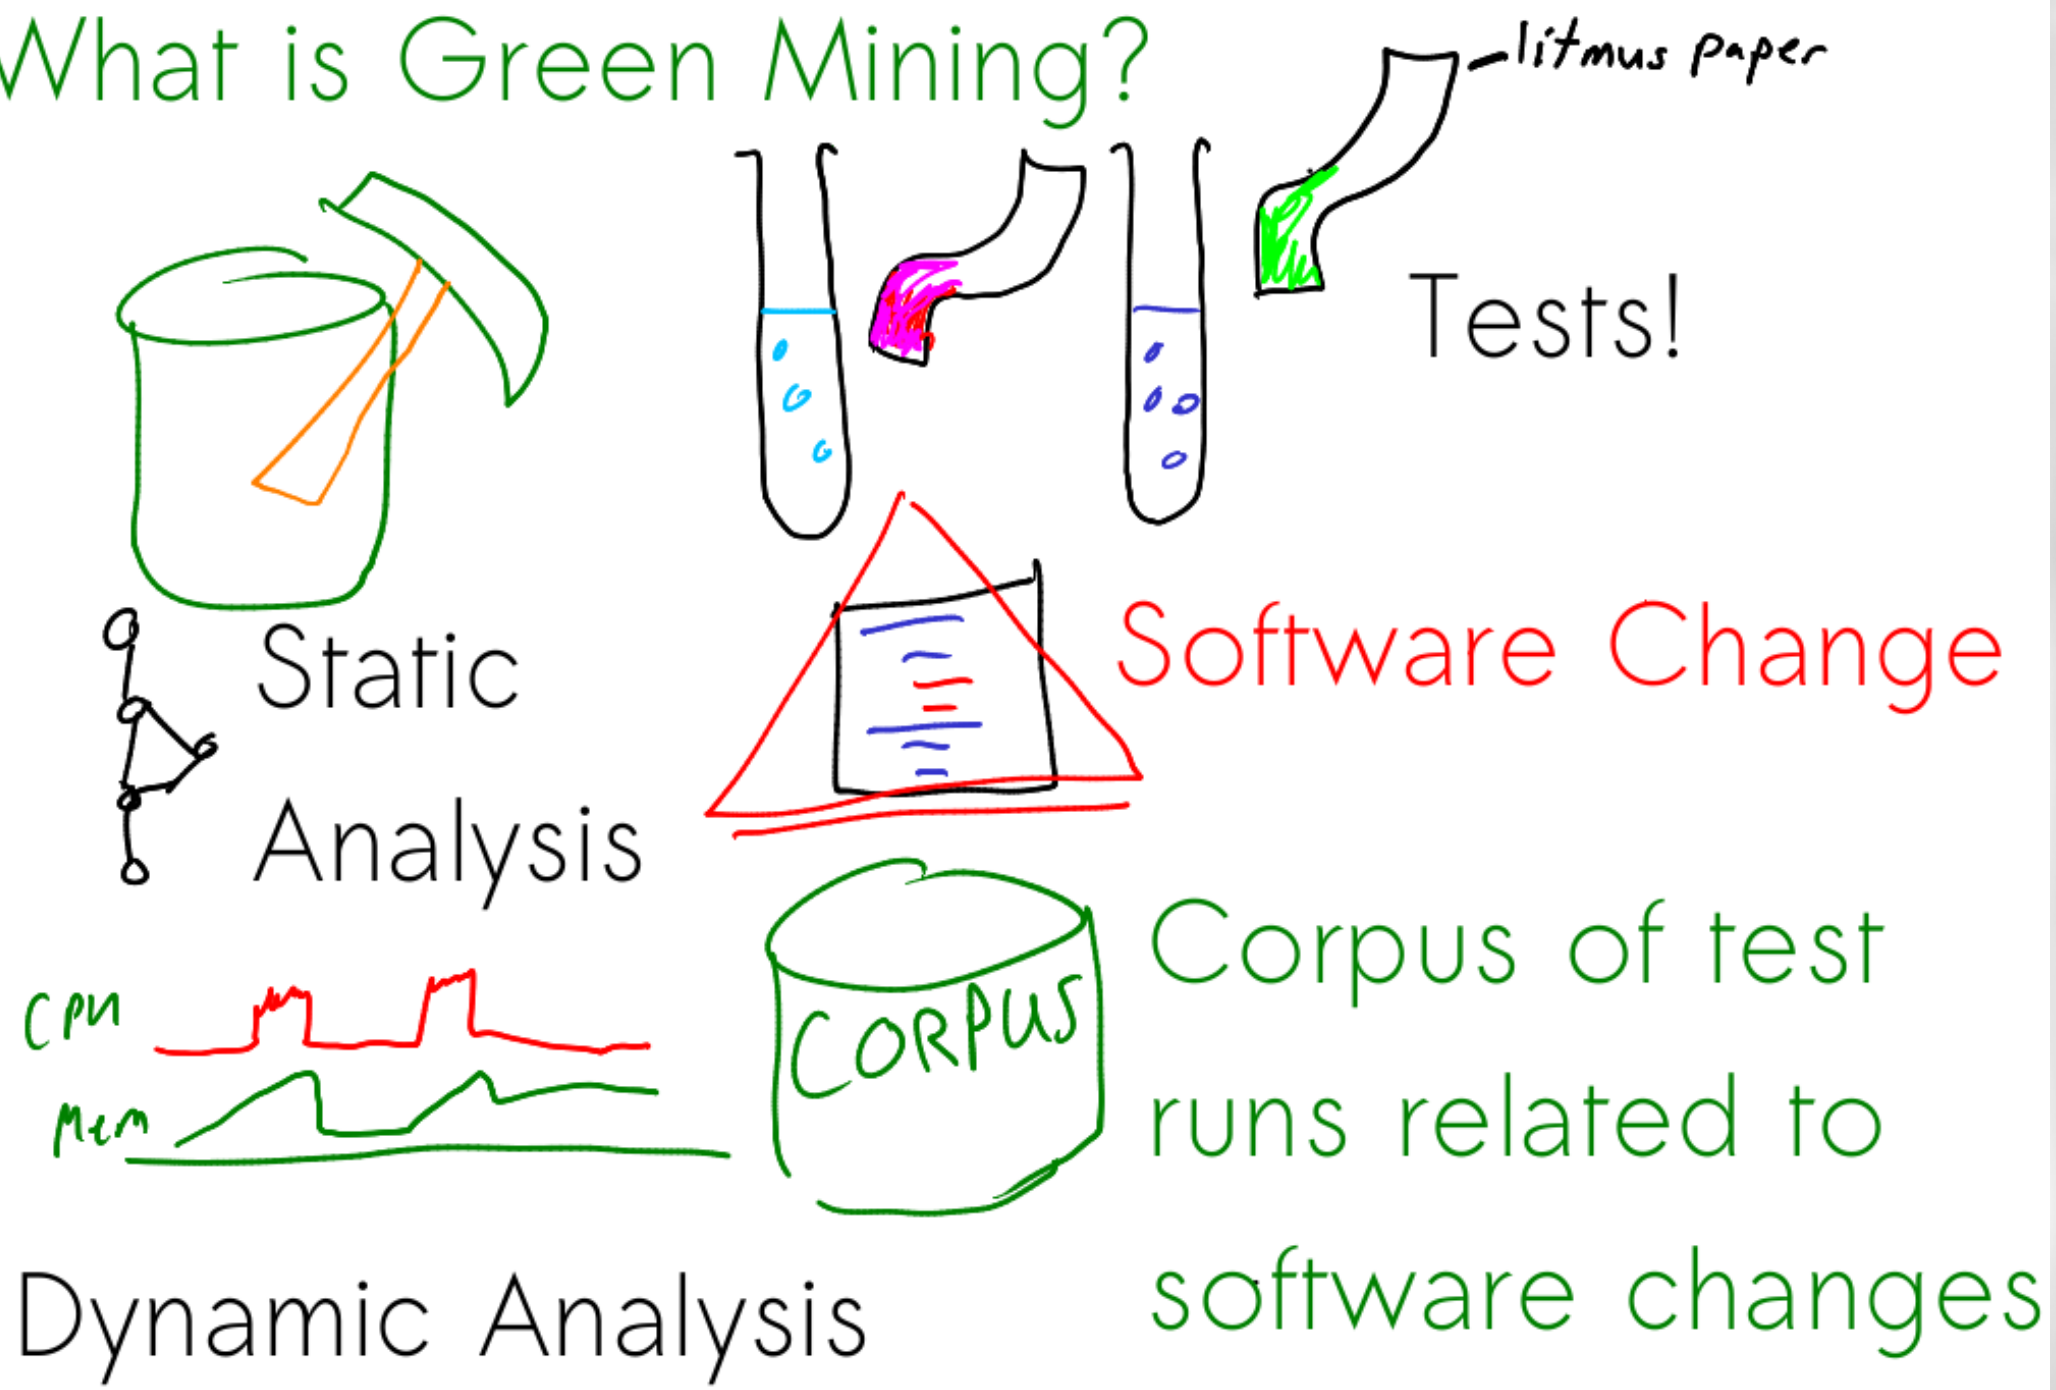 What is Green Mining?
litmus paper
Tests!
Static
Analysis
Software Change
CPU
Mem
CORPUS
Corpus of test
runs related to
software changes
Dynamic Analysis